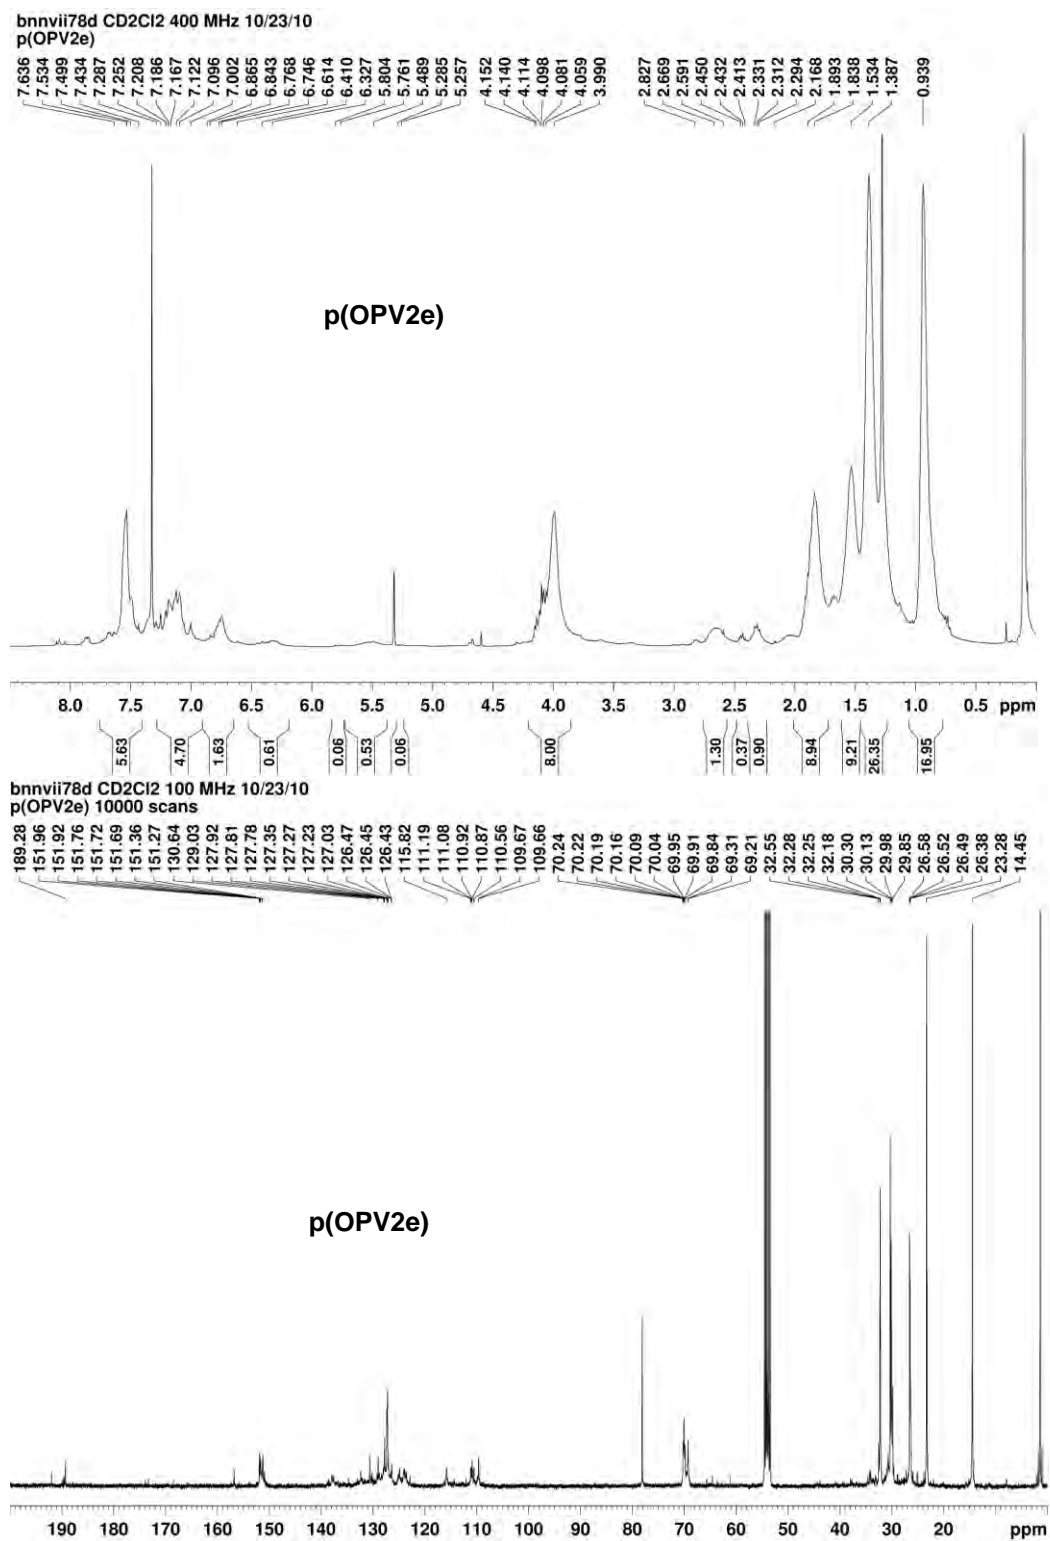 bnnvii78d CD2Cl2 400 MHz 10/23/10
p(OPV2e)
7.636 7.534 7.499 7.434 7.287 7.252 7.208 7.186 7.167 7.122 7.096 7.002 6.865 6.843 6.768 6.746 6.614 6.410 6.327 5.804 5.761 5.489 5.285 5.257 4.152 4.140 4.114 4.098 4.081 4.059 3.990 2.827 2.669 2.591 2.450 2.432 2.413 2.331 2.312 2.294 2.168 1.893 1.838 1.534 1.387 0.939
p(OPV2e)
8.0 7.5 7.0 6.5 6.0 5.5 5.0 4.5 4.0 3.5 3.0 2.5 2.0 1.5 1.0 0.5 ppm
5.63 4.70 1.63 0.61 0.06 0.53 0.06 8.00 1.30 0.37 0.90 8.94 9.21 26.35 16.95
bnnvii78d CD2Cl2 100 MHz 10/23/10
p(OPV2e) 10000 scans
189.28 151.96 151.92 151.76 151.72 151.69 151.36 151.27 130.64 129.03 127.92 127.81 127.78 127.35 127.27 127.23 127.03 126.47 126.45 126.43 115.82 111.19 111.08 110.92 110.87 110.56 109.67 109.66 70.24 70.22 70.19 70.16 70.09 70.04 69.95 69.91 69.84 69.31 69.21 32.55 32.28 32.25 32.18 30.30 30.13 29.98 29.85 26.58 26.52 26.49 26.38 23.28 14.45
p(OPV2e)
190 180 170 160 150 140 130 120 110 100 90 80 70 60 50 40 30 20 ppm